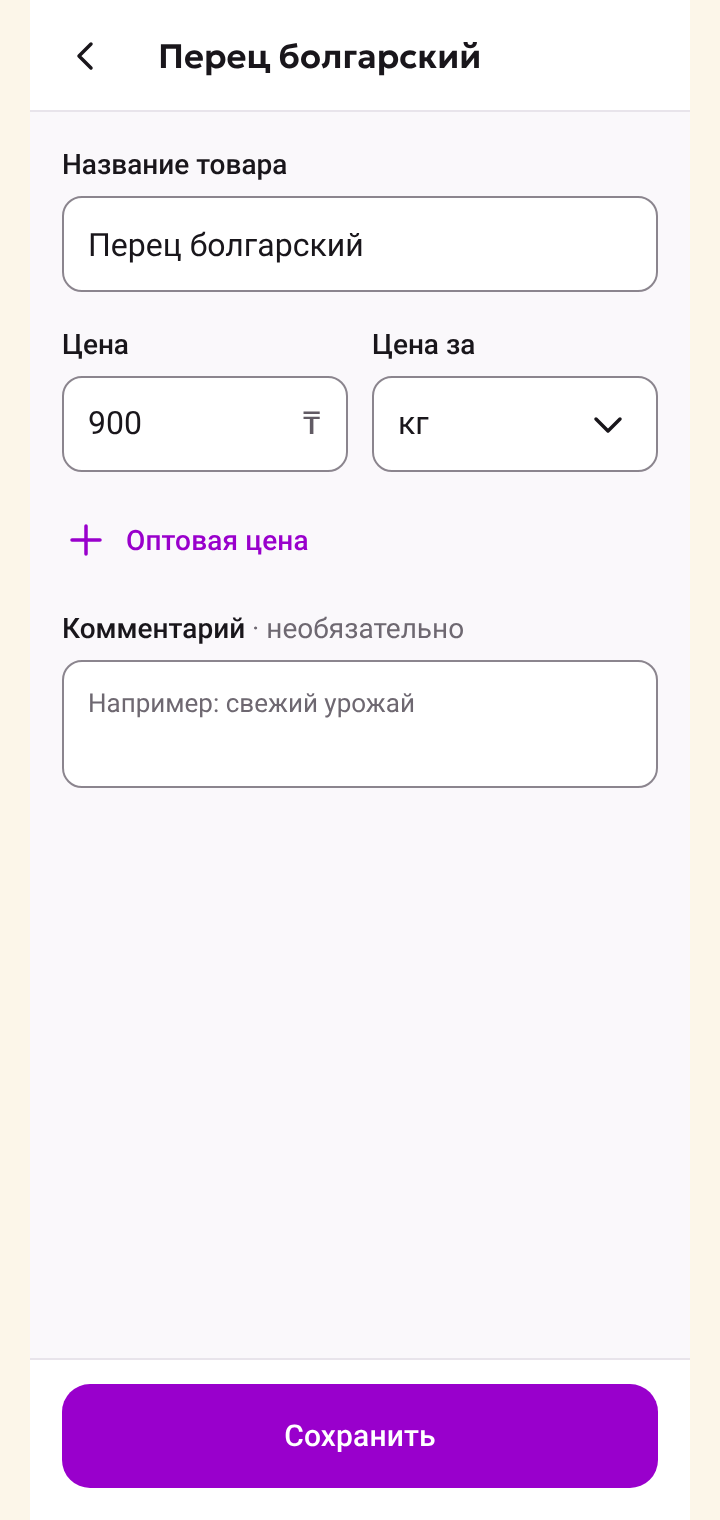 Перец болгарский
Название товара
Перец болгарский
Цена
Цена за
900 ₸
кг
Оптовая цена
Комментарий · необязательно
Например: свежий урожай
Сохранить